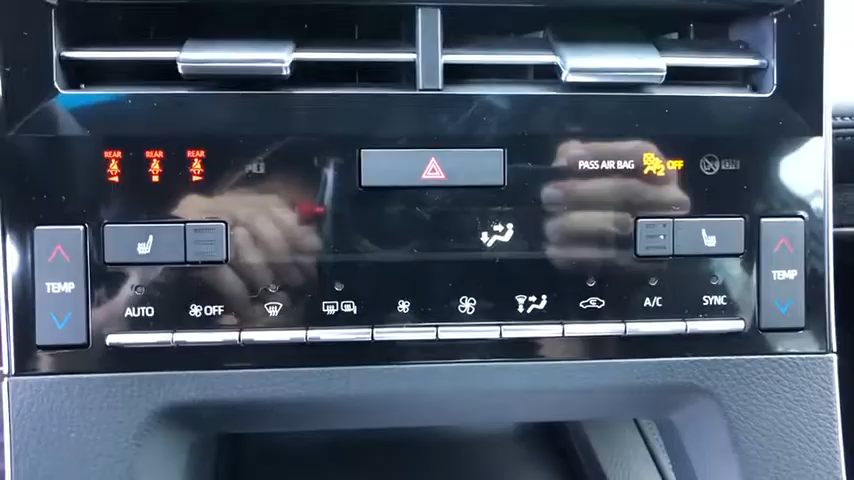 REAR REAR REAR
PASS AIR BAG OFF ON
TEMP TEMP
AUTO OFF A/C SYNC